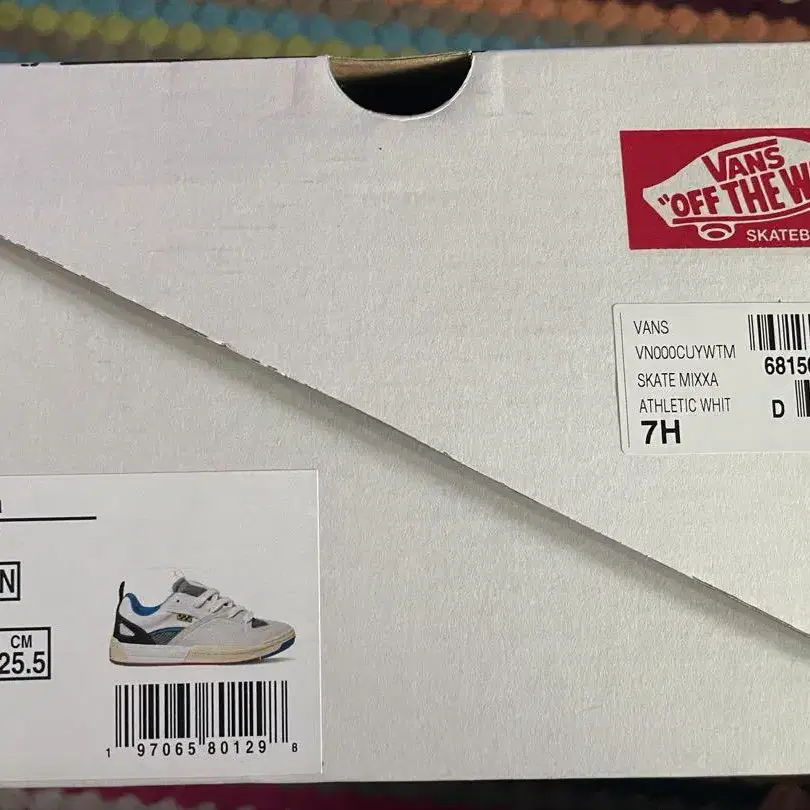 VANS
"OFF THE W
SKATEB
VANS
VN000CUYWTM
SKATE MIXXA
ATHLETIC WHIT
7H
6815
D
N
CM
25.5
1 97065 80129 8